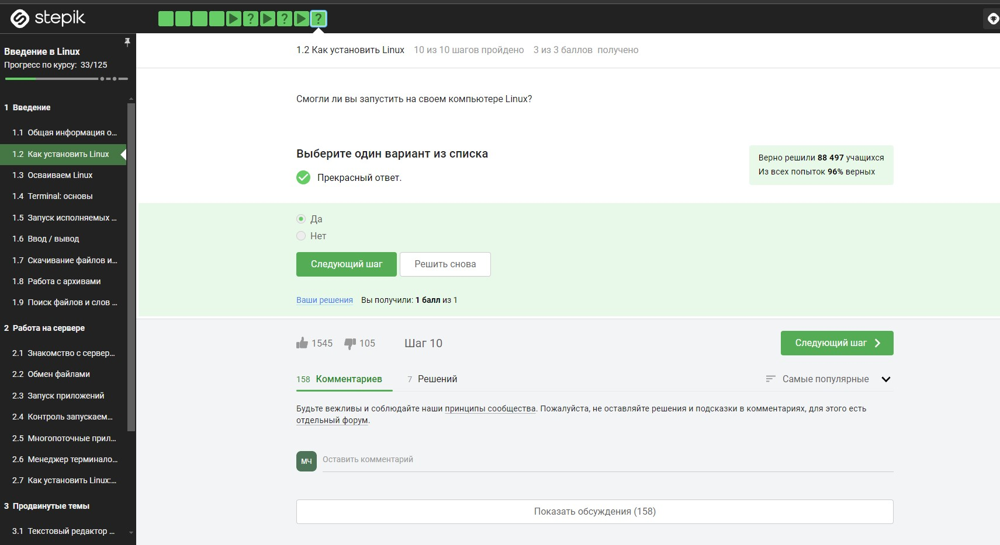 stepik
? ? ?
Введение в Linux
Прогресс по курсу: 33/125
1 Введение
1.1 Общая информация о...
1.2 Как установить Linux
1.3 Осваиваем Linux
1.4 Terminal: основы
1.5 Запуск исполняемых ...
1.6 Ввод / вывод
1.7 Скачивание файлов и...
1.8 Работа с архивами
1.9 Поиск файлов и слов ...
2 Работа на сервере
2.1 Знакомство с сервер...
2.2 Обмен файлами
2.3 Запуск приложений
2.4 Контроль запускаем...
2.5 Многопоточные прил...
2.6 Менеджер терминало...
2.7 Как установить Linux:...
3 Продвинутые темы
3.1 Текстовый редактор ...
1.2 Как установить Linux 10 из 10 шагов пройдено 3 из 3 баллов получено
Смогли ли вы запустить на своем компьютере Linux?
Выберите один вариант из списка
Прекрасный ответ.
Верно решили 88 497 учащихся
Из всех попыток 96% верных
Да
Нет
Следующий шаг Решить снова
Ваши решения Вы получили: 1 балл из 1
1545 105 Шаг 10 Следующий шаг
158 Комментариев 7 Решений Самые популярные
Будьте вежливы и соблюдайте наши принципы сообщества. Пожалуйста, не оставляйте решения и подсказки в комментариях, для этого есть
отдельный форум.
МЧ Оставить комментарий
Показать обсуждения (158)